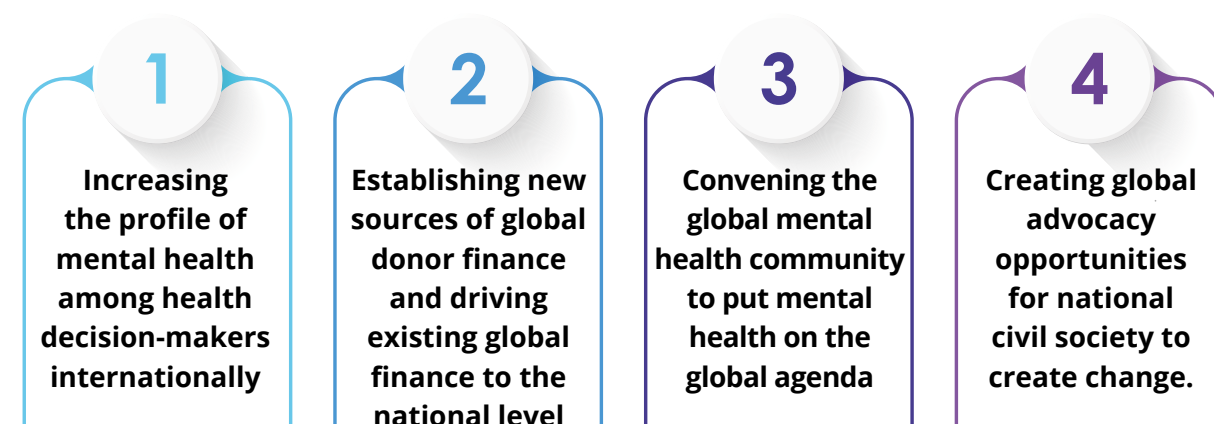 1
Increasing
the profile of
mental health
among health
decision-makers
internationally
2
Establishing new
sources of global
donor finance
and driving
existing global
finance to the
national level
3
Convening the
global mental
health community
to put mental
health on the
global agenda
4
Creating global
advocacy
opportunities
for national
civil society to
create change.